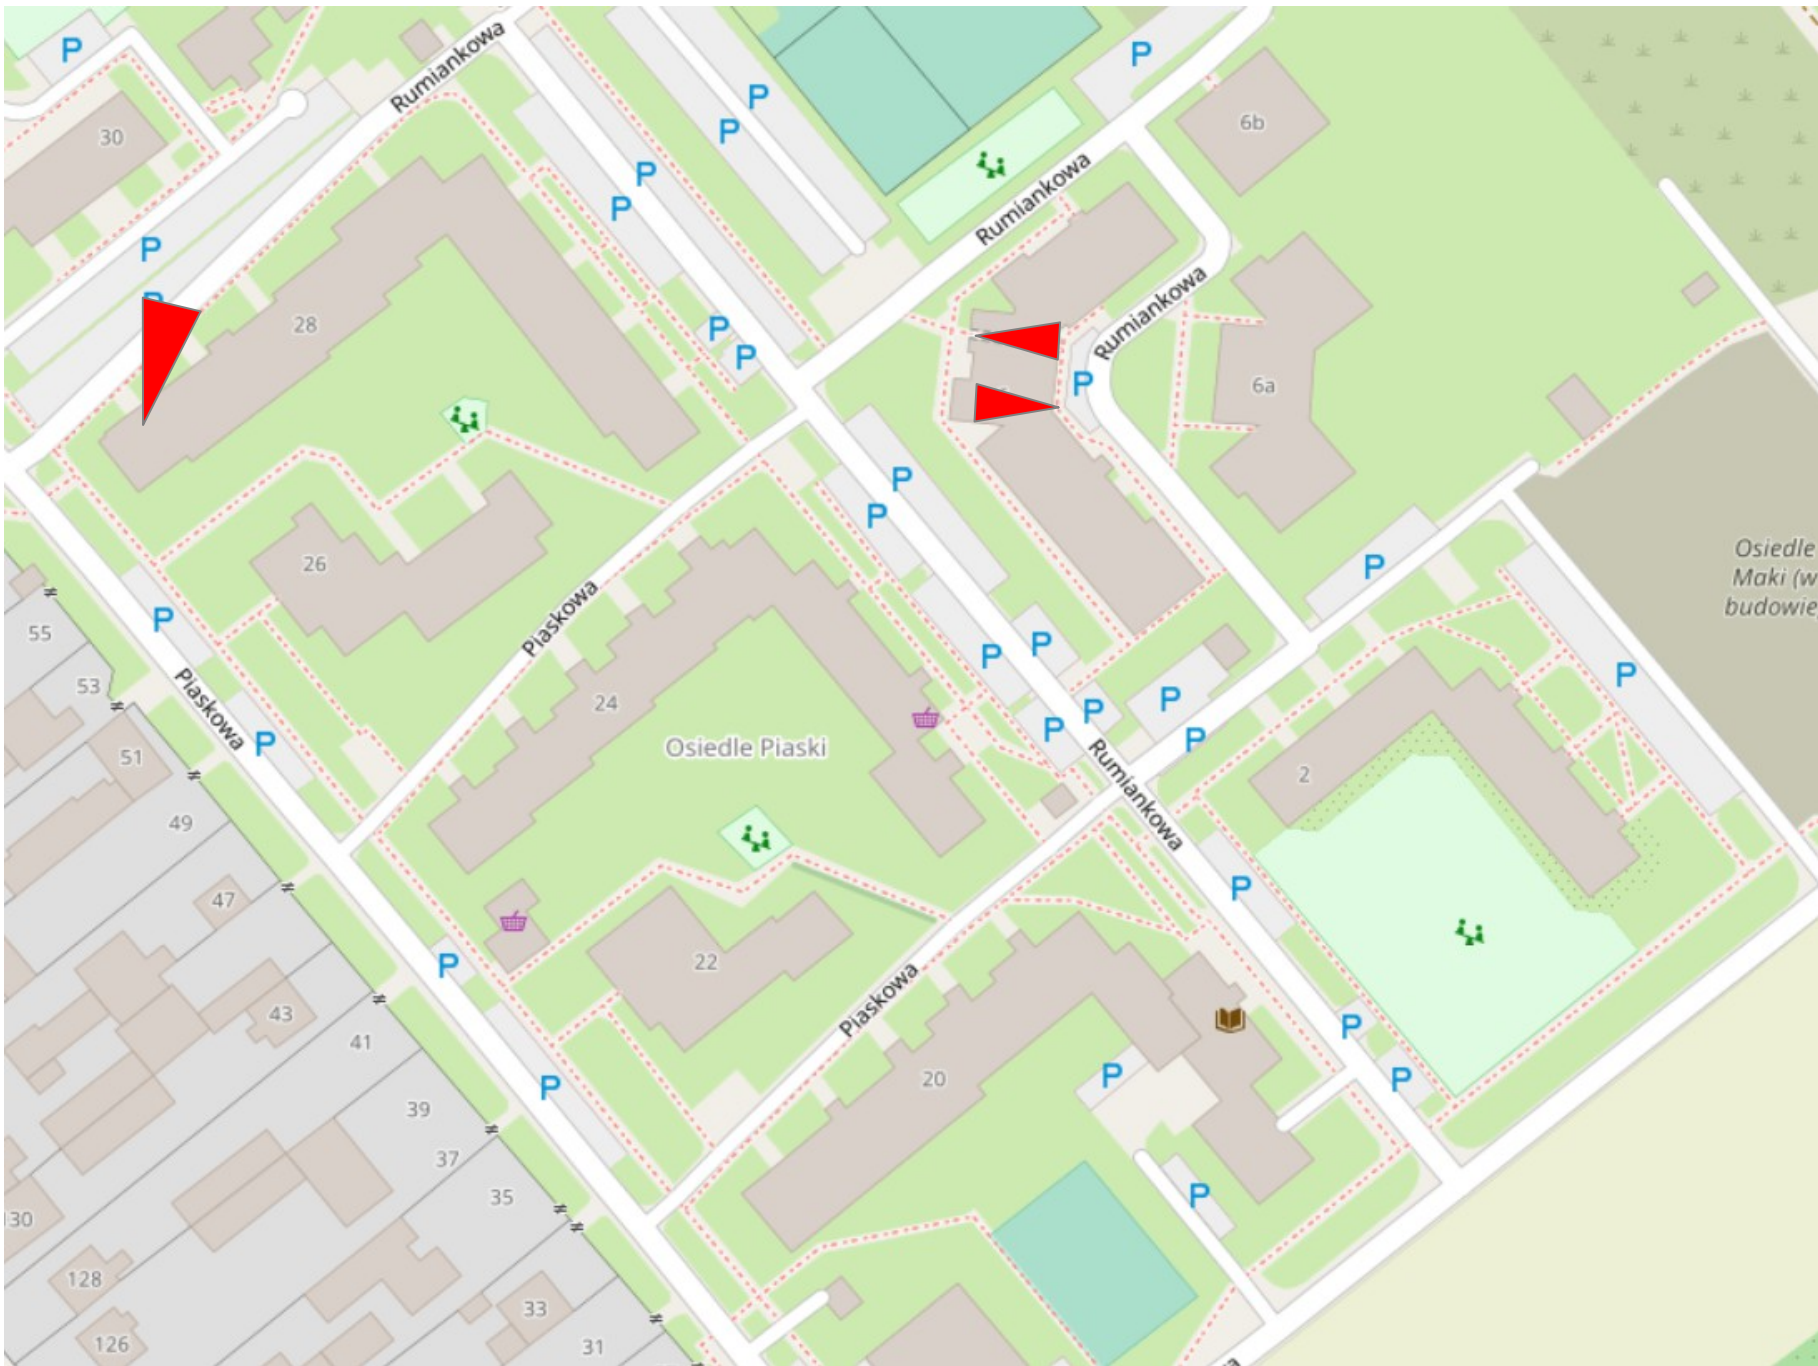 P
Rumiankowa
P
P
6b
30
P
P
P
Rumiankowa
P
P
Rumiankowa
28
P
P
P
6a
P
P
Osiedle
Maki (w
budowie
26
P
P
Piaskowa
55
P
P
P
53
Piaskowa
24
P
P
P
P
P
Osiedle Piaski
51
Rumiankowa
2
49
P
47
22
P
Piaskowa
43
P
41
20
P
P
P
39
37
35
P
130
128
33
126
31